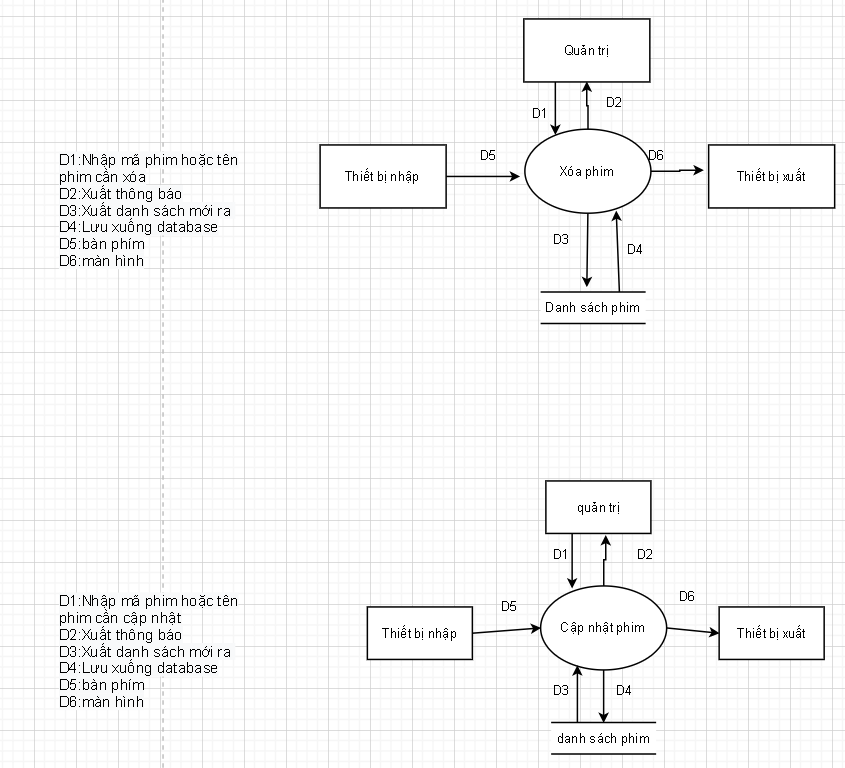 Quản trị
D1
D2
D1:Nhập mã phim hoặc tên
phim cần xóa
D2:Xuất thông báo
D3:Xuất danh sách mới ra
D4:Lưu xuống database
D5:bàn phím
D6:màn hình
Thiết bị nhập
D5
Xóa phim
D6
Thiết bị xuất
D3
D4
Danh sách phim
quản trị
D1
D2
D1:Nhập mã phim hoặc tên
phim cần cập nhật
D2:Xuất thông báo
D3:Xuất danh sách mới ra
D4:Lưu xuống database
D5:bàn phím
D6:màn hình
Thiết bị nhập
D5
Cập nhật phim
D6
Thiết bị xuất
D3
D4
danh sách phim